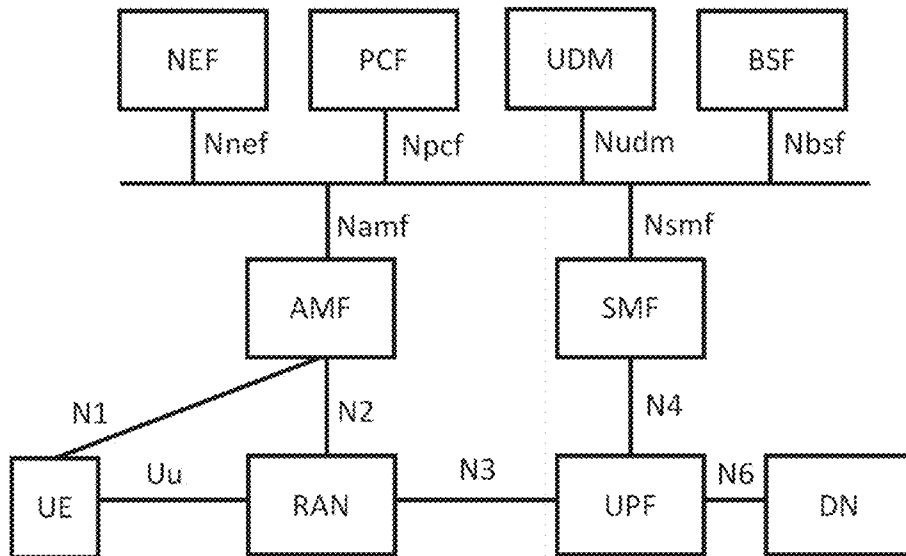 NEF PCF UDM BSF
Nnef Npcf Nudm Nbsf
Namf Nsmf
AMF SMF
N1 N2 N4
Uu N3 N6
UE RAN UPF DN